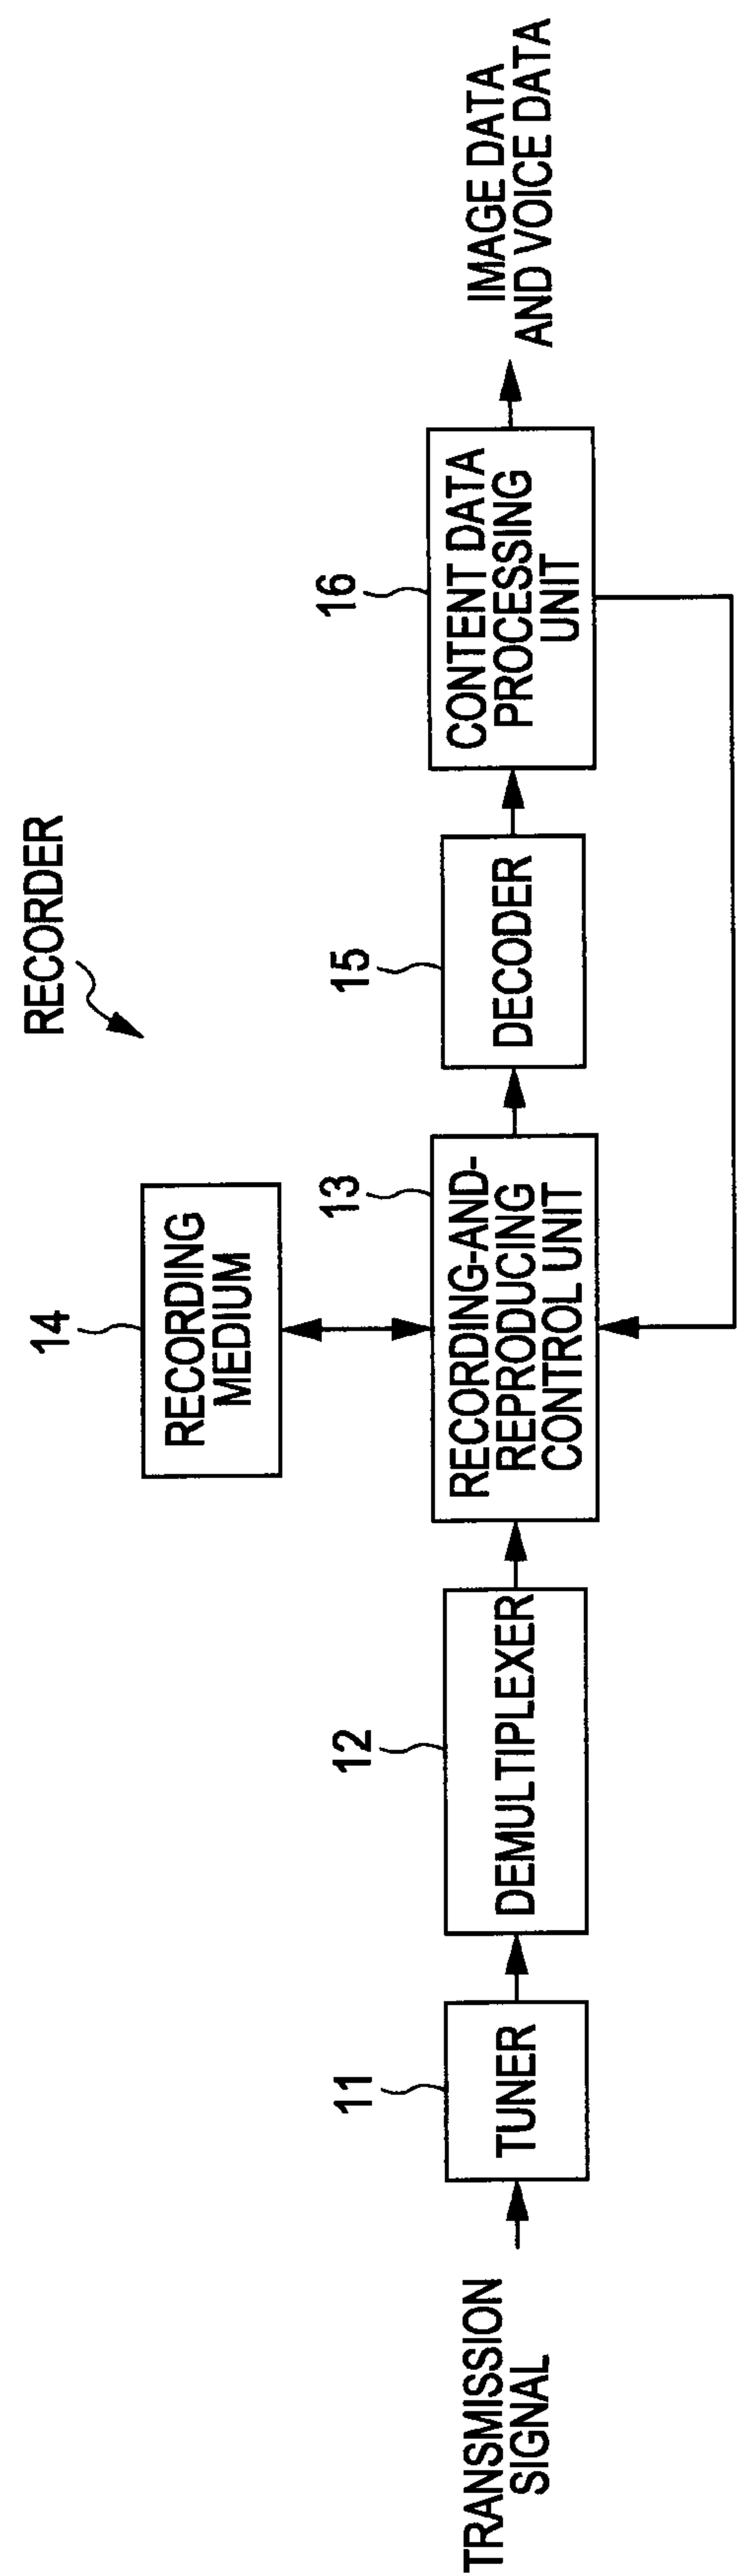 RECORDER
14
RECORDING
MEDIUM
TRANSMISSION
SIGNAL
11
TUNER
12
DEMULTIPLEXER
13
RECORDING-AND-
REPRODUCING
CONTROL UNIT
15
DECODER
16
CONTENT DATA
PROCESSING
UNIT
IMAGE DATA
AND VOICE DATA